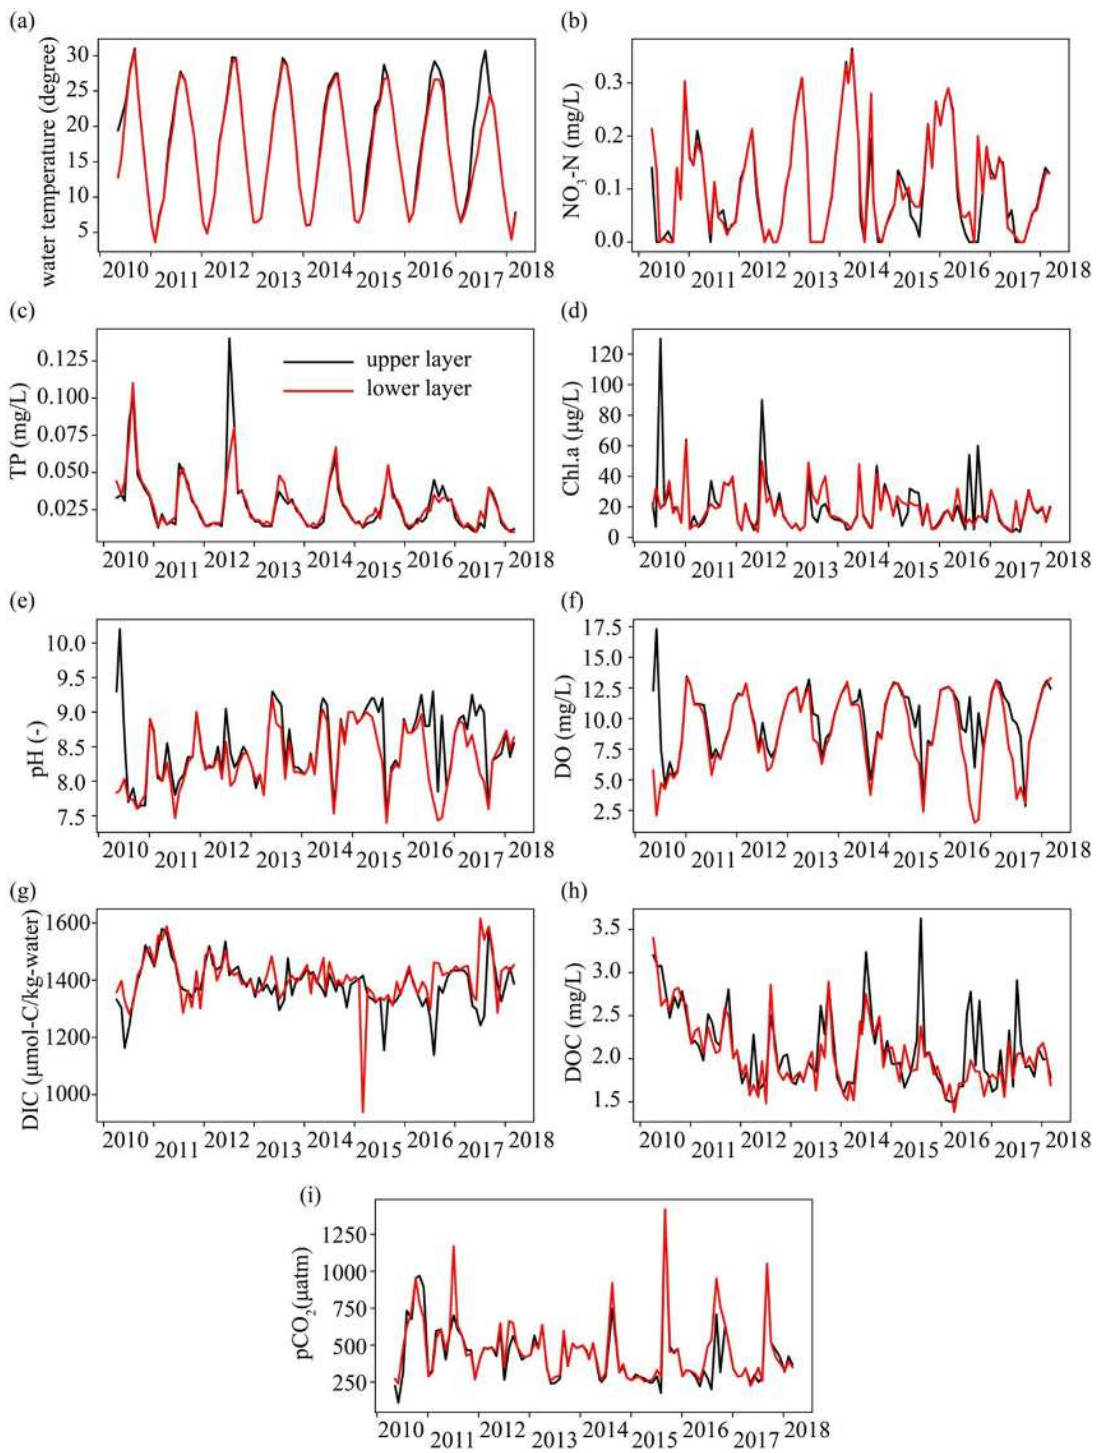 (a)
water temperature (degree)
30
25
20
15
10
5
2010 2011 2012 2013 2014 2015 2016 2017 2018
(b)
NO3-N (mg/L)
0.3
0.2
0.1
0.0
2010 2011 2012 2013 2014 2015 2016 2017 2018
(c)
TP (mg/L)
0.125
0.100
0.075
0.050
0.025
upper layer
lower layer
2010 2011 2012 2013 2014 2015 2016 2017 2018
(d)
Chl.a (μg/L)
120
100
80
60
40
20
0
2010 2011 2012 2013 2014 2015 2016 2017 2018
(e)
pH (-)
10.0
9.5
9.0
8.5
8.0
7.5
2010 2011 2012 2013 2014 2015 2016 2017 2018
(f)
DO (mg/L)
17.5
15.0
12.5
10.0
7.5
5.0
2.5
2010 2011 2012 2013 2014 2015 2016 2017 2018
(g)
DIC (μmol-C/kg-water)
1600
1400
1200
1000
2010 2011 2012 2013 2014 2015 2016 2017 2018
(h)
DOC (mg/L)
3.5
3.0
2.5
2.0
1.5
2010 2011 2012 2013 2014 2015 2016 2017 2018
(i)
pCO2(μatm)
1250
1000
750
500
250
2010 2011 2012 2013 2014 2015 2016 2017 2018